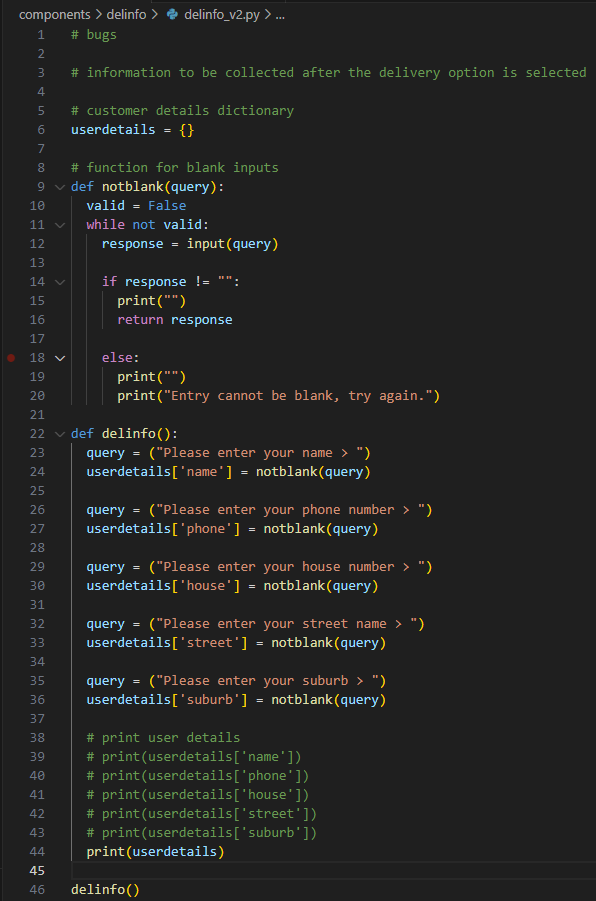 components > delinfo > delinfo_v2.py > ...
1 # bugs
2
3 # information to be collected after the delivery option is selected
4
5 # customer details dictionary
6 userdetails = {}
7
8 # function for blank inputs
9 def notblank(query):
10   valid = False
11   while not valid:
12     response = input(query)
13
14     if response != "":
15       print("")
16       return response
17
18     else:
19       print("")
20       print("Entry cannot be blank, try again.")
21
22 def delinfo():
23   query = ("Please enter your name > ")
24   userdetails['name'] = notblank(query)
25
26   query = ("Please enter your phone number > ")
27   userdetails['phone'] = notblank(query)
28
29   query = ("Please enter your house number > ")
30   userdetails['house'] = notblank(query)
31
32   query = ("Please enter your street name > ")
33   userdetails['street'] = notblank(query)
34
35   query = ("Please enter your suburb > ")
36   userdetails['suburb'] = notblank(query)
37
38   # print user details
39   # print(userdetails['name'])
40   # print(userdetails['phone'])
41   # print(userdetails['house'])
42   # print(userdetails['street'])
43   # print(userdetails['suburb'])
44   print(userdetails)
45
46 delinfo()